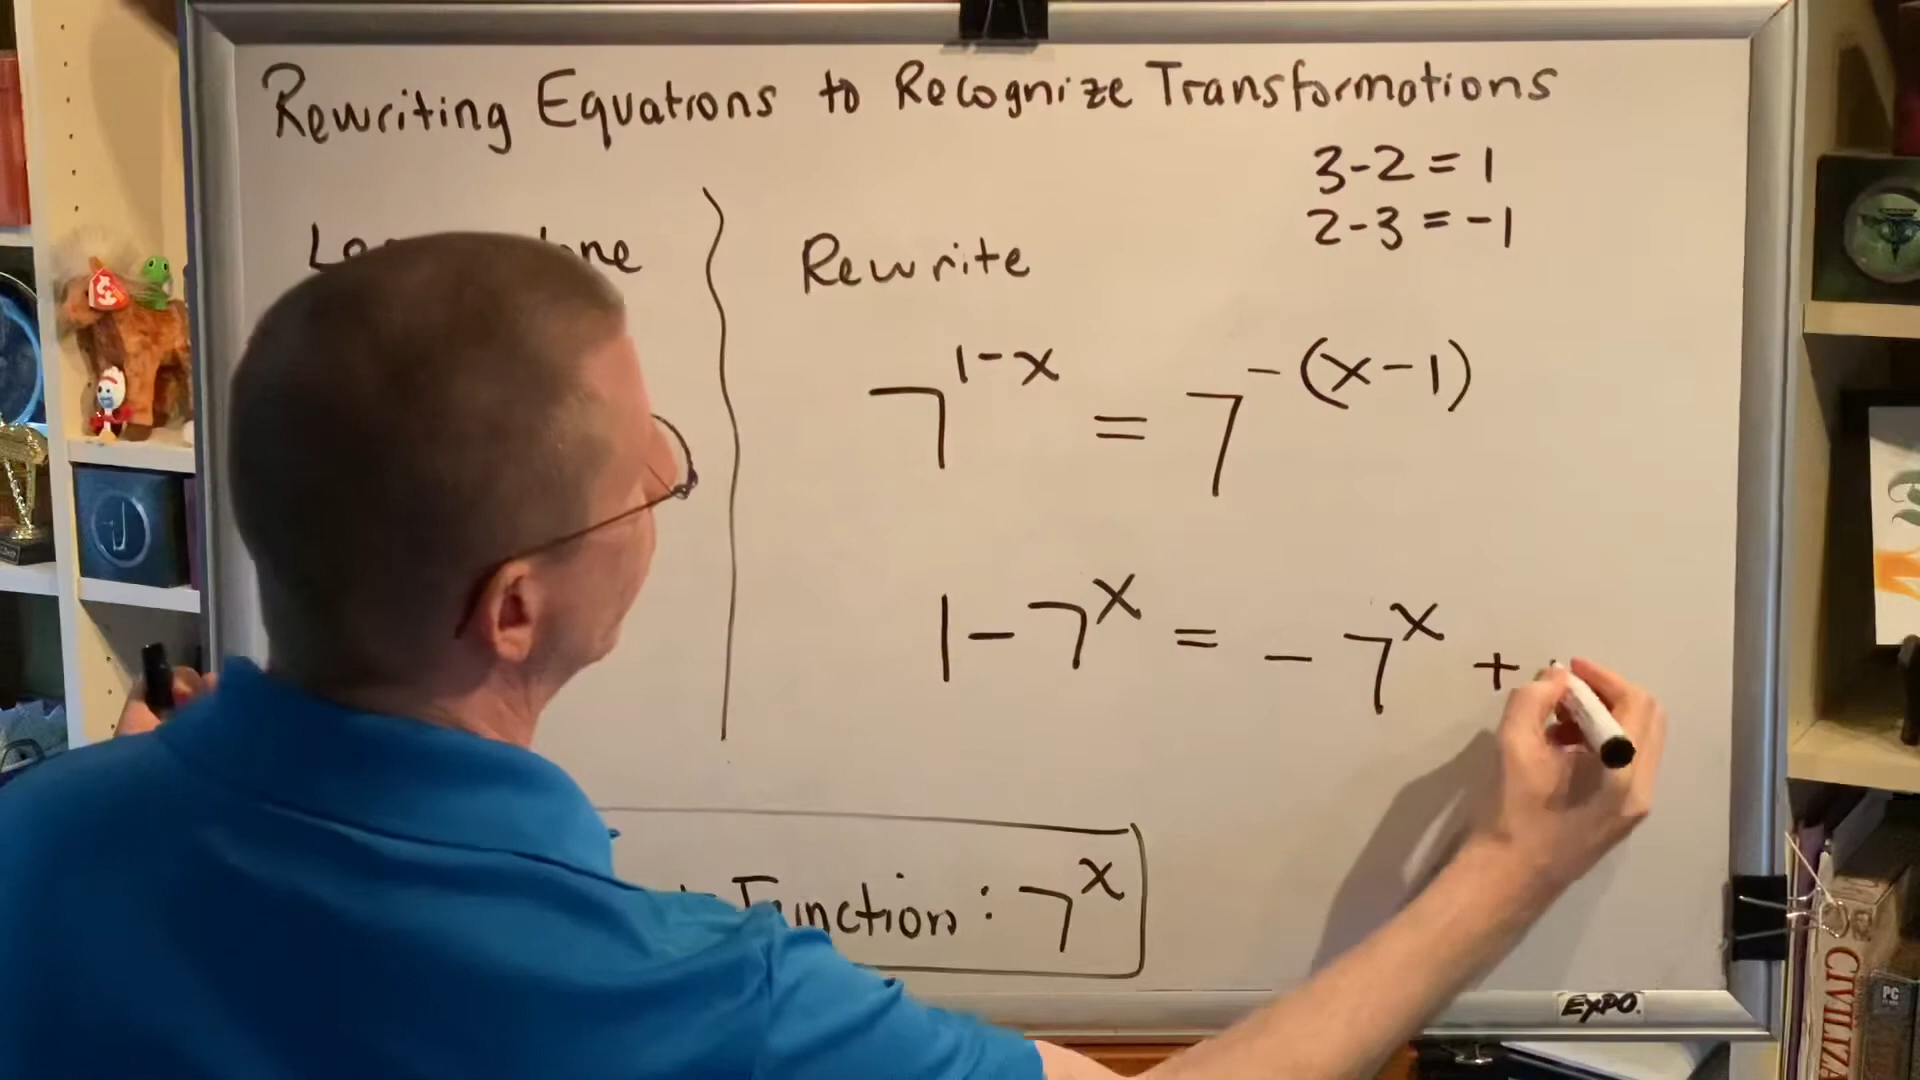 Rewriting Equations to Recognize Transformations
3-2 = 1
2-3 = -1
Rewrite
7^{1-x} = 7^{-(x-1)}
1-7^x = -7^x +
Function: 7^x
EXPO
PC